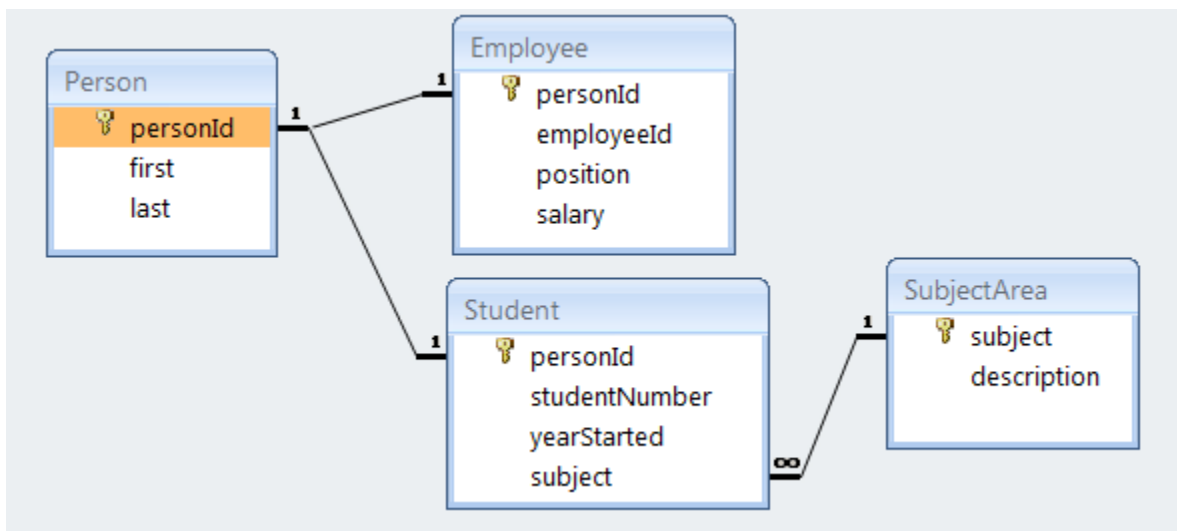 Person
personId
first
last
1
1
Employee
personId
employeeId
position
salary
1
Student
personId
studentNumber
yearStarted
subject
∞
1
SubjectArea
subject
description